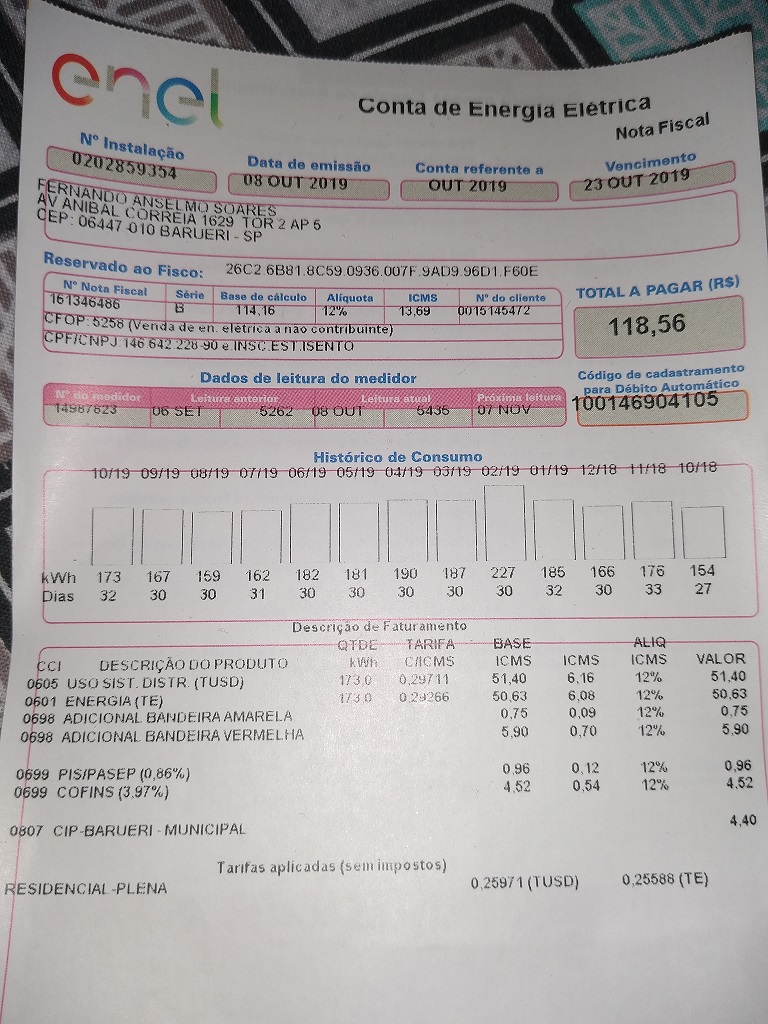 enel
Conta de Energia Elétrica
Nota Fiscal
Nº Instalação Data de emissão Conta referente a Vencimento
0202859354 08 OUT 2019 OUT 2019 23 OUT 2019
FERNANDO ANSELMO SOARES
AV ANIBAL CORREIA 1629 TOR 2 AP 5
CEP: 06447-010 BARUERI - SP
Reservado ao Fisco: 26C2.6B81.8C59.0936.007F.9AD9.96D1.F60E
Nº Nota Fiscal Série Base de cálculo Alíquota ICMS Nº do cliente
161346486 B 114,16 12% 13,69 0015145472
CFOP: 5258 (Venda de en. elétrica a não contribuinte)
CPF/CNPJ 146.642.228-90 e INSC.EST.ISENTO
TOTAL A PAGAR (R$)
118,56
Dados de leitura do medidor
Nº do medidor Leitura anterior Leitura atual Próxima leitura
14987823 06 SET 5262 08 OUT 5435 07 NOV
Código de cadastramento
para Débito Automático
100146904105
Histórico de Consumo
10/19 09/19 08/19 07/19 06/19 05/19 04/19 03/19 02/19 01/19 12/18 11/18 10/18
kWh 173 167 159 162 182 181 190 187 227 185 166 176 154
Dias 32 30 30 31 30 30 30 30 30 32 30 33 27
Descrição de Faturamento
QTDE TARIFA BASE ALIQ
CCI DESCRIÇÃO DO PRODUTO kWh C/ICMS ICMS ICMS ICMS VALOR
0605 USO SIST. DISTR. (TUSD) 173,0 0,29711 51,40 6,16 12% 51,40
0601 ENERGIA (TE) 173,0 0,29266 50,63 6,08 12% 50,63
0698 ADICIONAL BANDEIRA AMARELA 0,75 0,09 12% 0,75
0698 ADICIONAL BANDEIRA VERMELHA 5,90 0,70 12% 5,90
0699 PIS/PASEP (0,86%) 0,96 0,12 12% 0,96
0699 COFINS (3,97%) 4,52 0,54 12% 4,52
0807 CIP-BARUERI - MUNICIPAL 4,40
Tarifas aplicadas (sem impostos)
RESIDENCIAL -PLENA 0,25971 (TUSD) 0,25588 (TE)